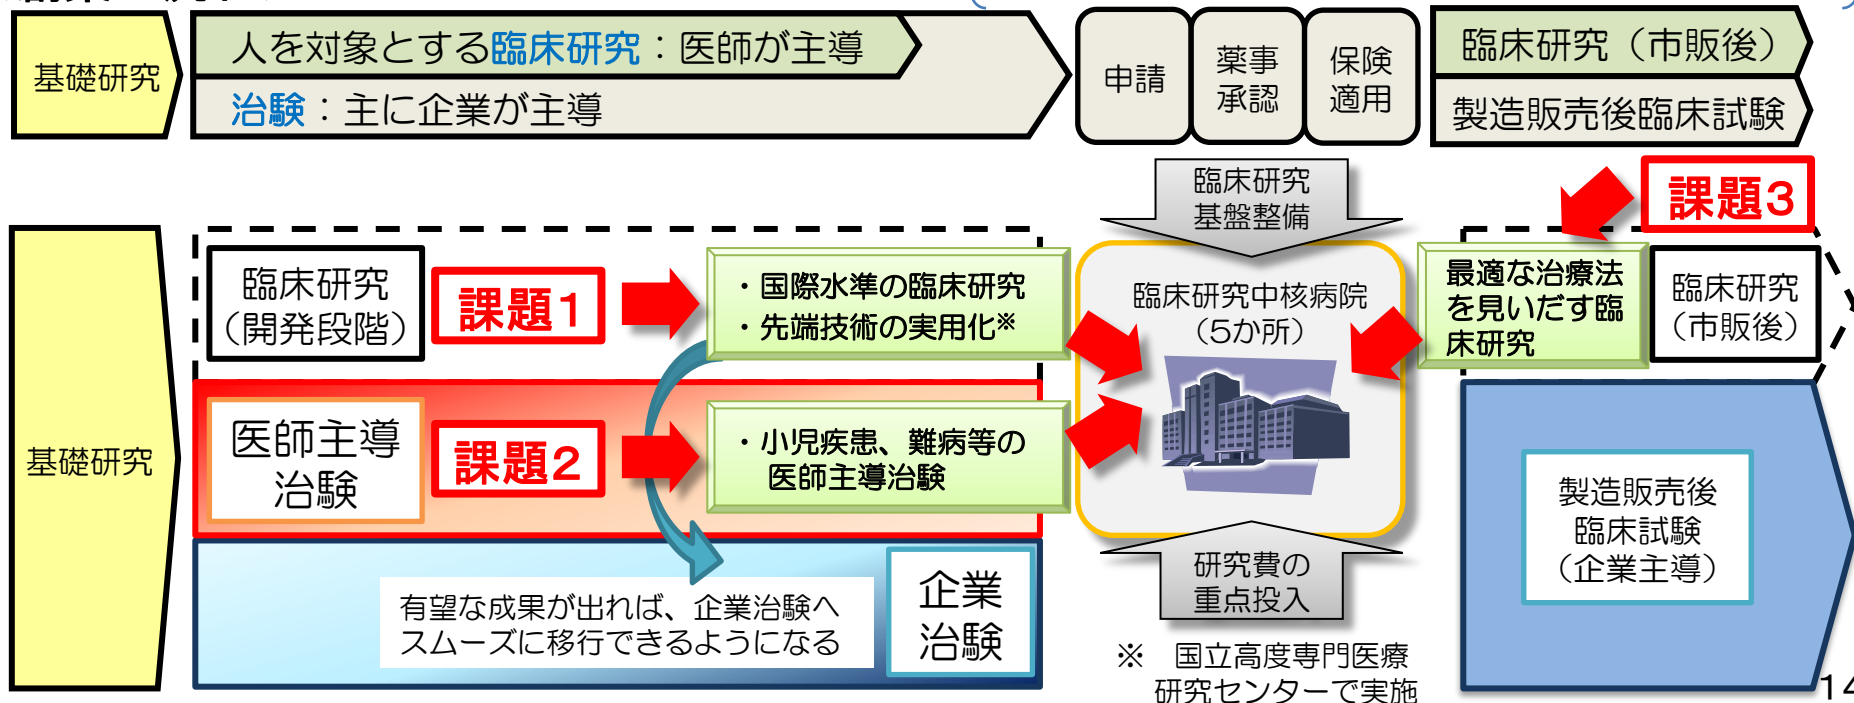 基礎研究
人を対象とする臨床研究：医師が主導
治験：主に企業が主導
申請
薬事
承認
保険
適用
臨床研究（市販後）
製造販売後臨床試験
臨床研究
基盤整備
課題3
基礎研究
臨床研究
（開発段階）
課題1
・国際水準の臨床研究
・先端技術の実用化※
医師主導
治験
課題2
・小児疾患、難病等の
医師主導治験
有望な成果が出れば、企業治験へ
スムーズに移行できるようになる
企業
治験
臨床研究中核病院
（5か所）
研究費の
重点投入
※　国立高度専門医療
研究センターで実施
最適な治療法
を見いだす臨
床研究
臨床研究
（市販後）
製造販売後
臨床試験
（企業主導）
14